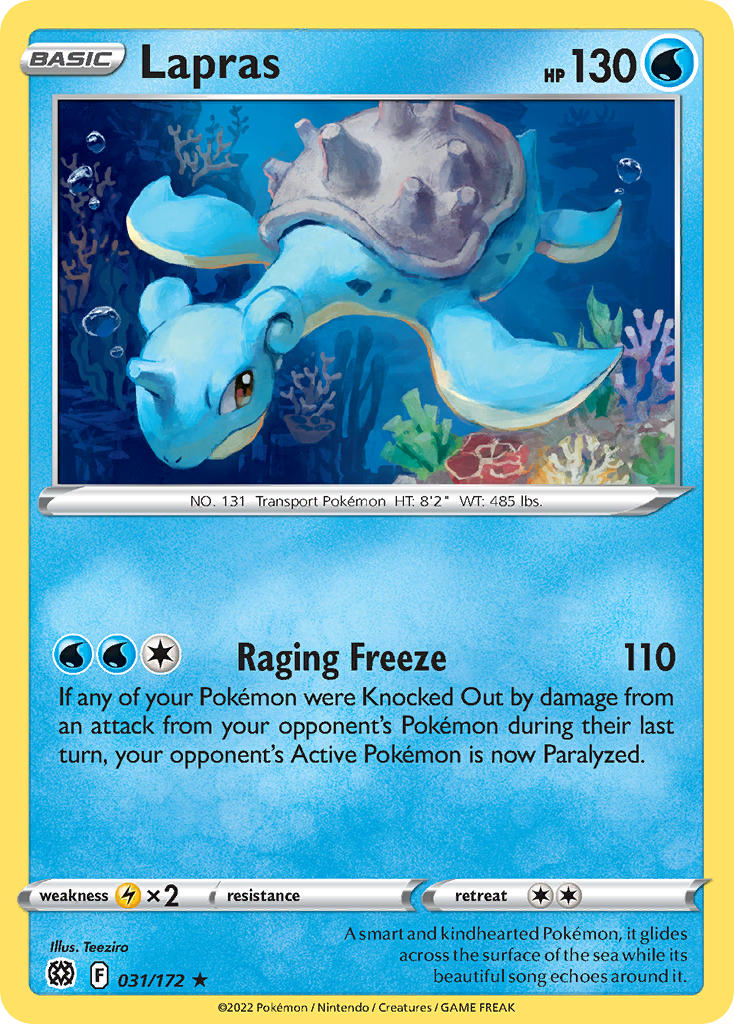 BASIC
Lapras
HP 130
NO. 131 Transport Pokémon HT: 8'2" WT: 485 lbs.
Raging Freeze 110
If any of your Pokémon were Knocked Out by damage from
an attack from your opponent's Pokémon during their last
turn, your opponent's Active Pokémon is now Paralyzed.
weakness ×2 resistance retreat
Illus. Teeziro
A smart and kindhearted Pokémon, it glides
across the surface of the sea while its
beautiful song echoes around it.
F 031/172 ★
©2022 Pokémon / Nintendo / Creatures / GAME FREAK